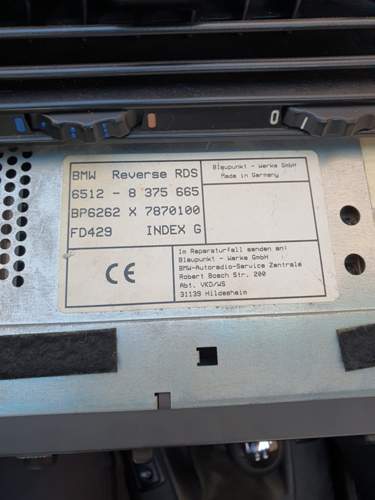 BMW Reverse RDS
6512 - 8 375 665
BP6262 X 7870100
FD429 INDEX G
Blaupunkt - Werke GmbH
Made in Germany
CE
Im Reparaturfall senden an:
Blaupunkt - Werke GmbH
BMW-Autoradio-Service Zentrale
Robert Bosch Str. 200
Abt. VKD/WS
31139 Hildesheim
0